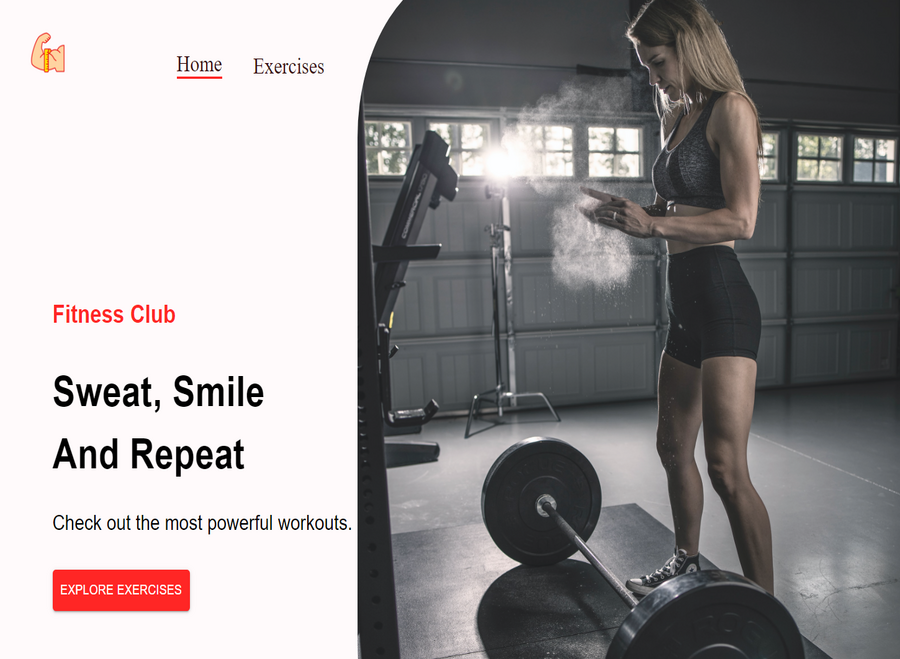 Home
Exercises
Fitness Club
Sweat, Smile
And Repeat
Check out the most powerful workouts.
EXPLORE EXERCISES